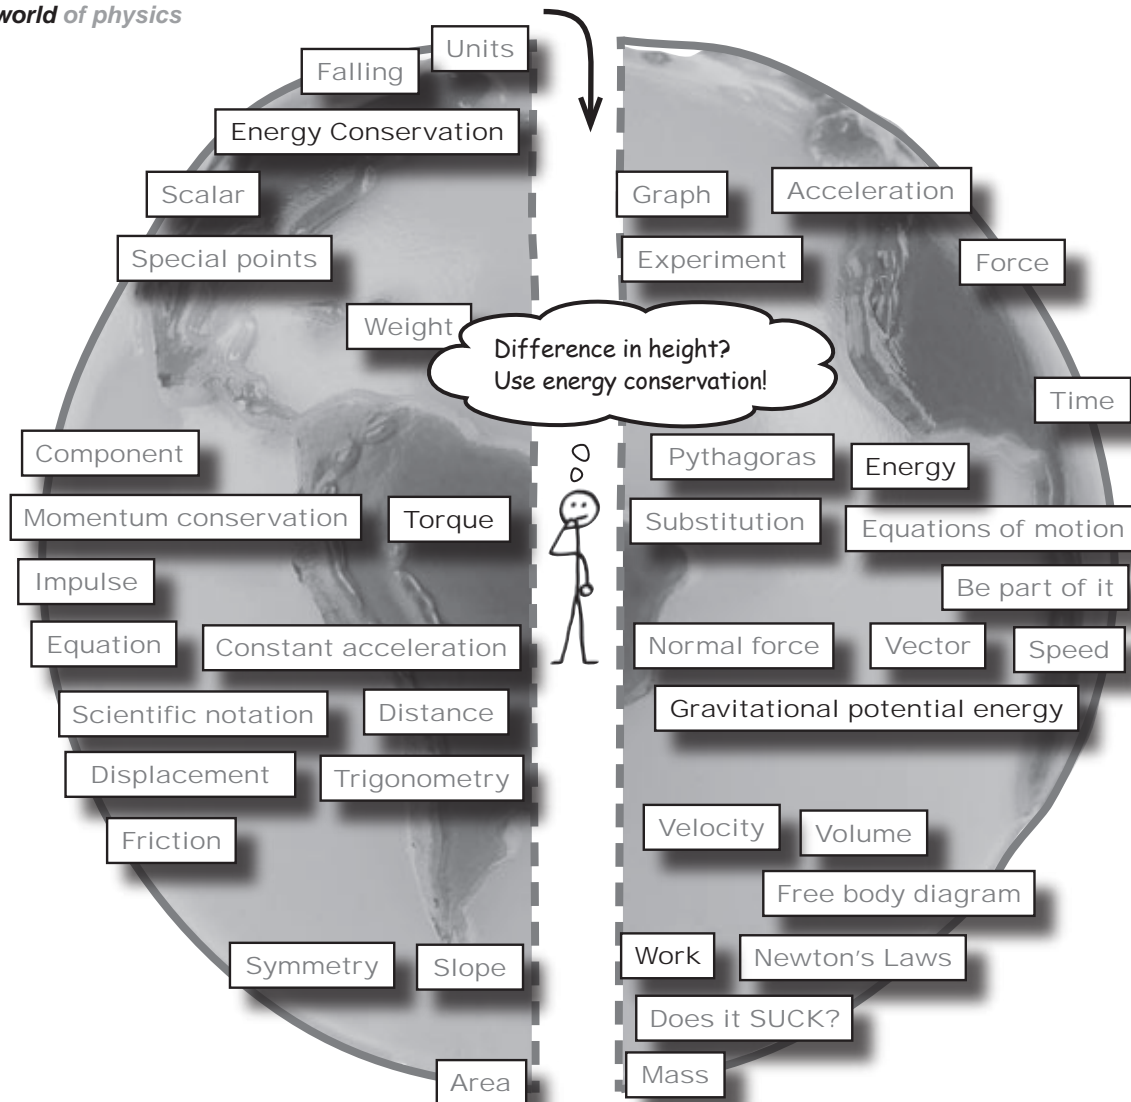 world of physics
Units
Falling
Energy Conservation
Scalar
Special points
Weight
Graph
Acceleration
Experiment
Force
Difference in height?
Use energy conservation!
Time
Component
Pythagoras
Energy
Momentum conservation
Torque
Substitution
Equations of motion
Impulse
Be part of it
Equation
Constant acceleration
Normal force
Vector
Speed
Scientific notation
Distance
Gravitational potential energy
Displacement
Trigonometry
Friction
Velocity
Volume
Free body diagram
Symmetry
Slope
Work
Newton's Laws
Does it SUCK?
Area
Mass